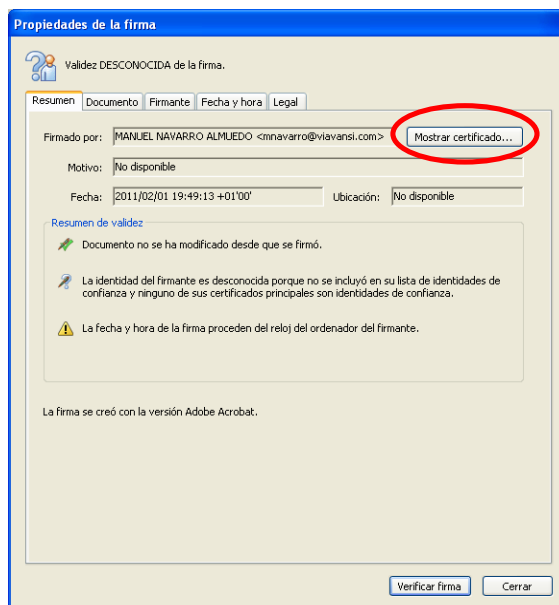 Propiedades de la firma
Validez DESCONOCIDA de la firma.
Resumen Documento Firmante Fecha y hora Legal
Firmado por: MANUEL NAVARRO ALMUEDO <mnavarro@viavansi.com> Mostrar certificado...
Motivo: No disponible
Fecha: 2011/02/01 19:49:13 +01'00' Ubicación: No disponible
Resumen de validez
Documento no se ha modificado desde que se firmó.
La identidad del firmante es desconocida porque no se incluyó en su lista de identidades de
confianza y ninguno de sus certificados principales son identidades de confianza.
La fecha y hora de la firma proceden del reloj del ordenador del firmante.
La firma se creó con la versión Adobe Acrobat.
Verificar firma Cerrar